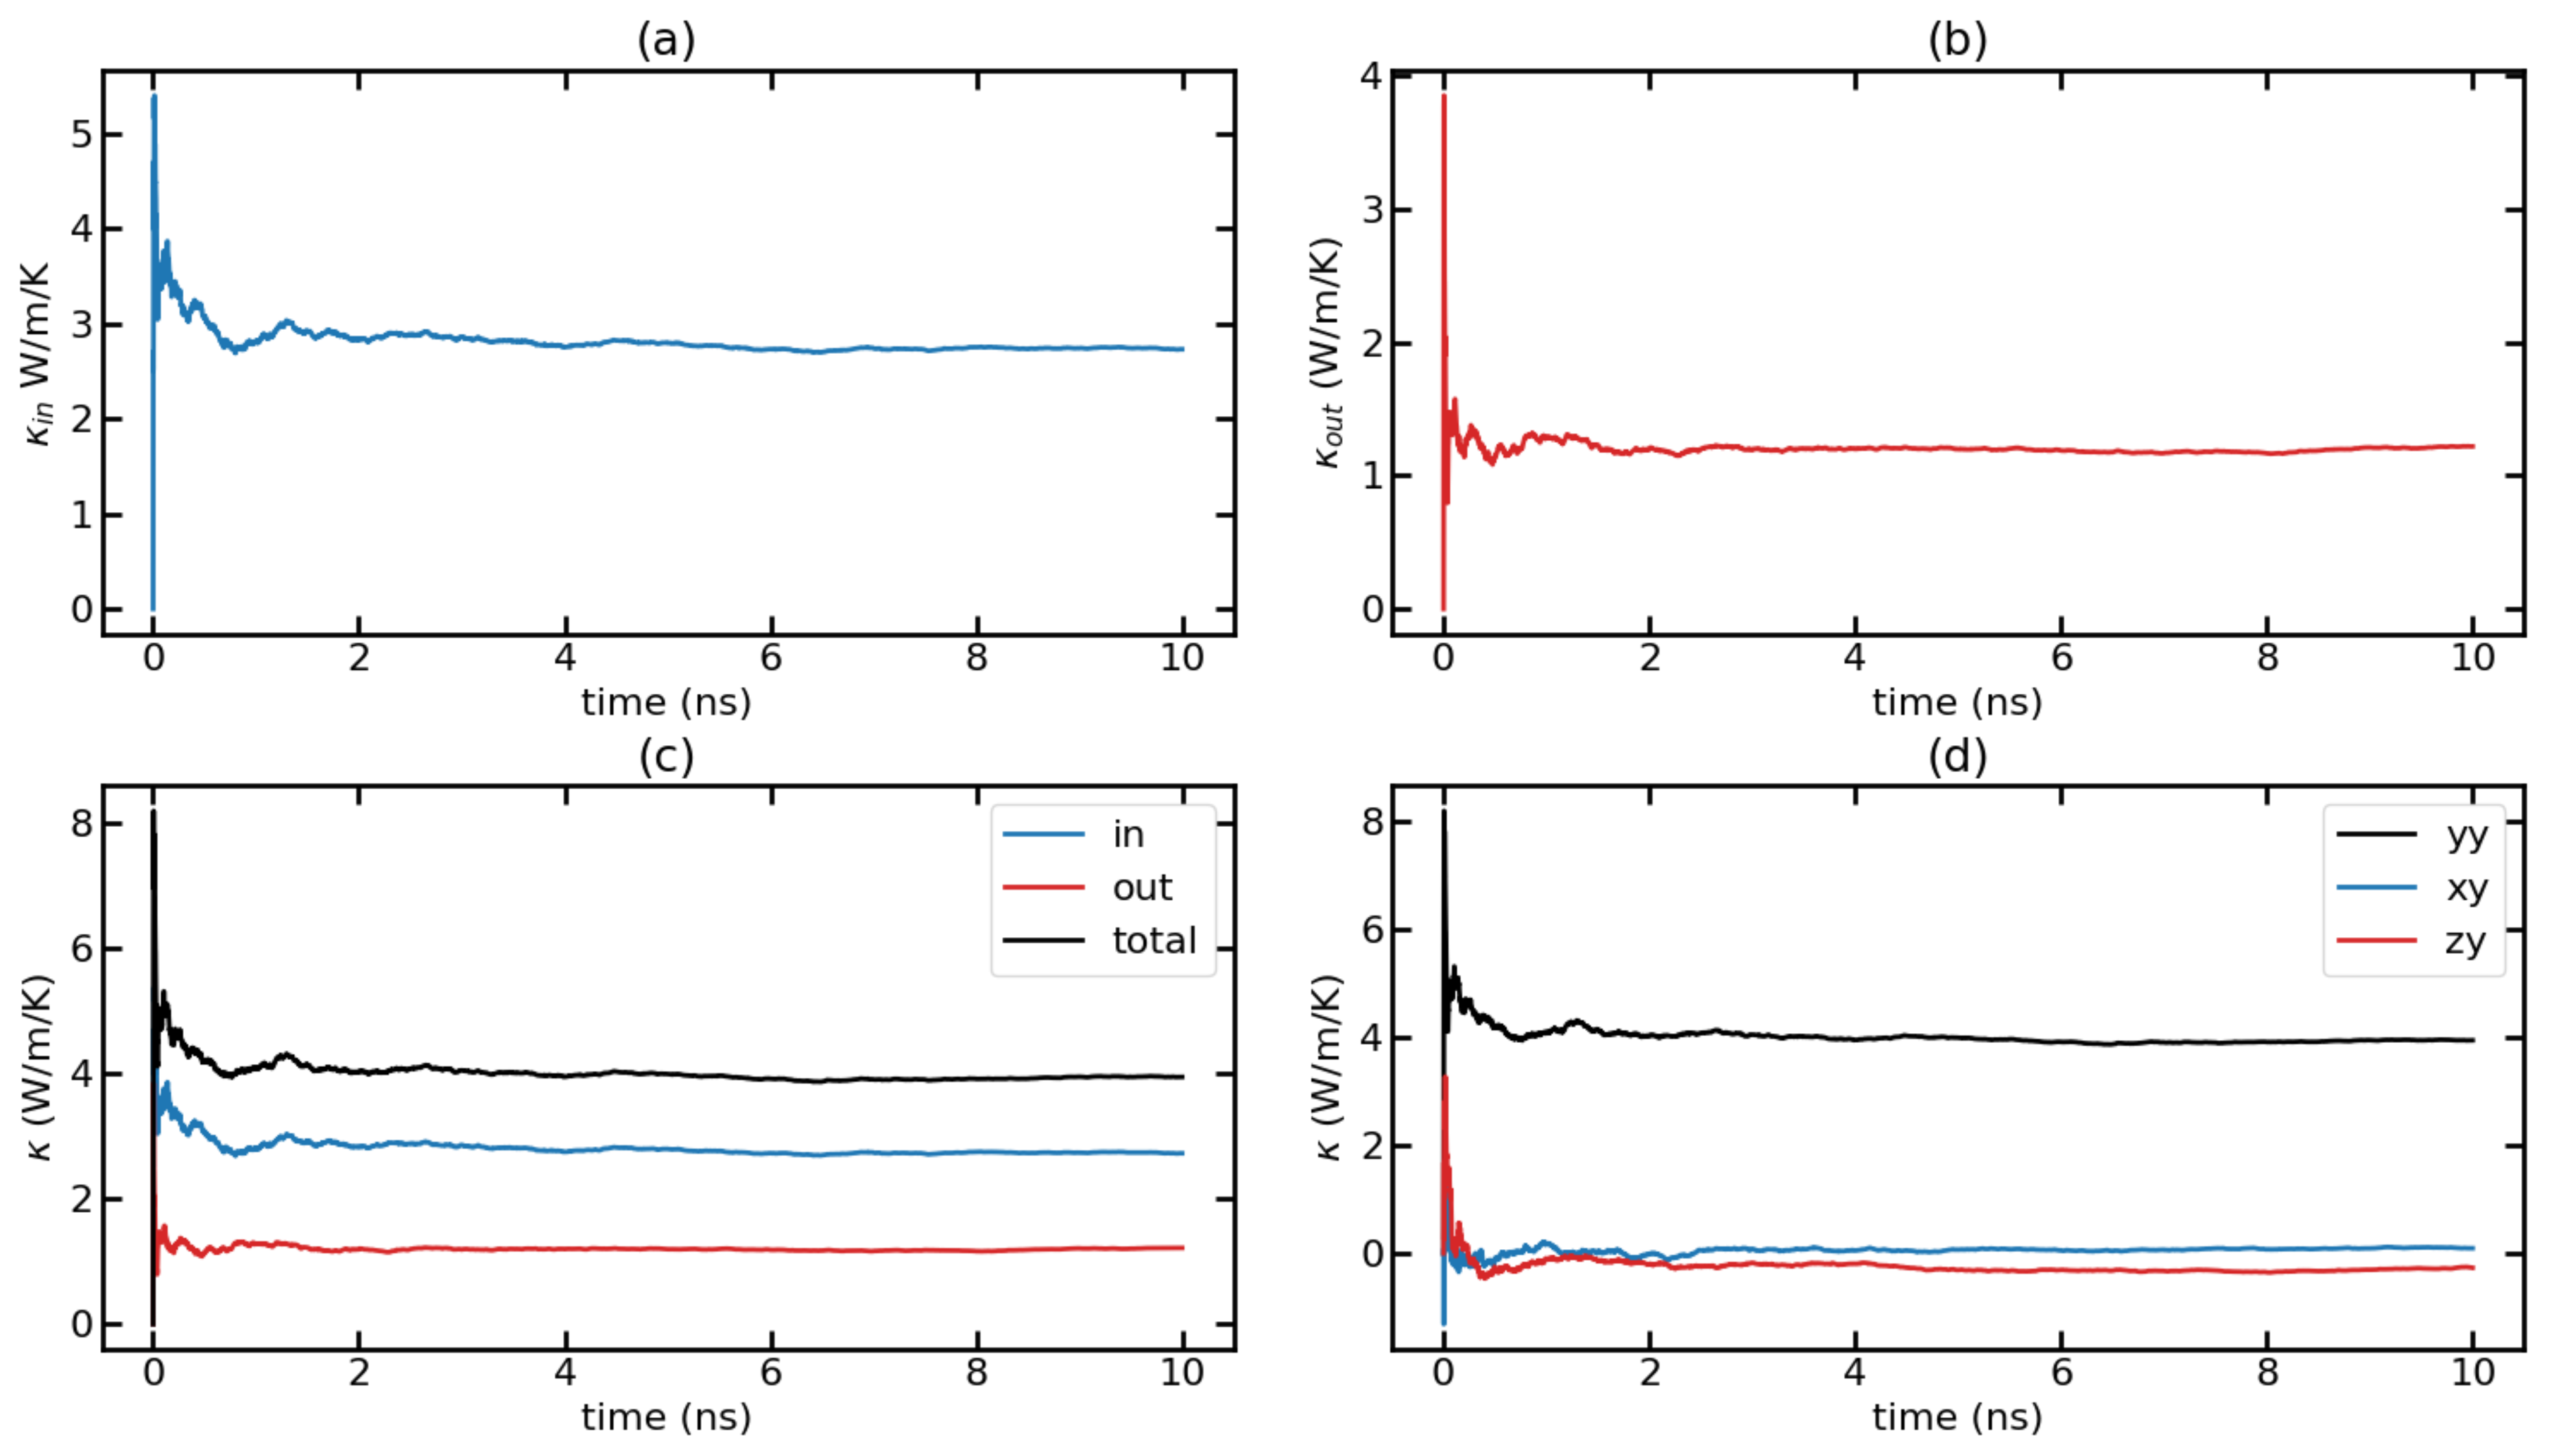 (a)
5
4
3
2
1
0
κin W/m/K
0 2 4 6 8 10
time (ns)
(b)
4
3
2
1
0
κout (W/m/K)
0 2 4 6 8 10
time (ns)
(c)
8
6
4
2
0
κ (W/m/K)
in
out
total
0 2 4 6 8 10
time (ns)
(d)
8
6
4
2
0
κ (W/m/K)
yy
xy
zy
0 2 4 6 8 10
time (ns)